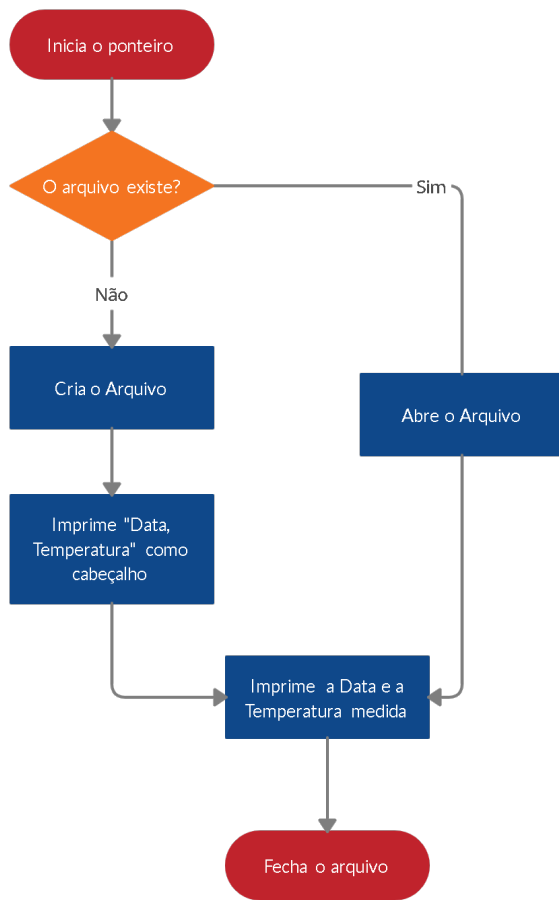 Inicia o ponteiro
O arquivo existe?
Sim
Não
Cria o Arquivo
Abre o Arquivo
Imprime "Data,
Temperatura" como
cabeçalho
Imprime a Data e a
Temperatura medida
Fecha o arquivo